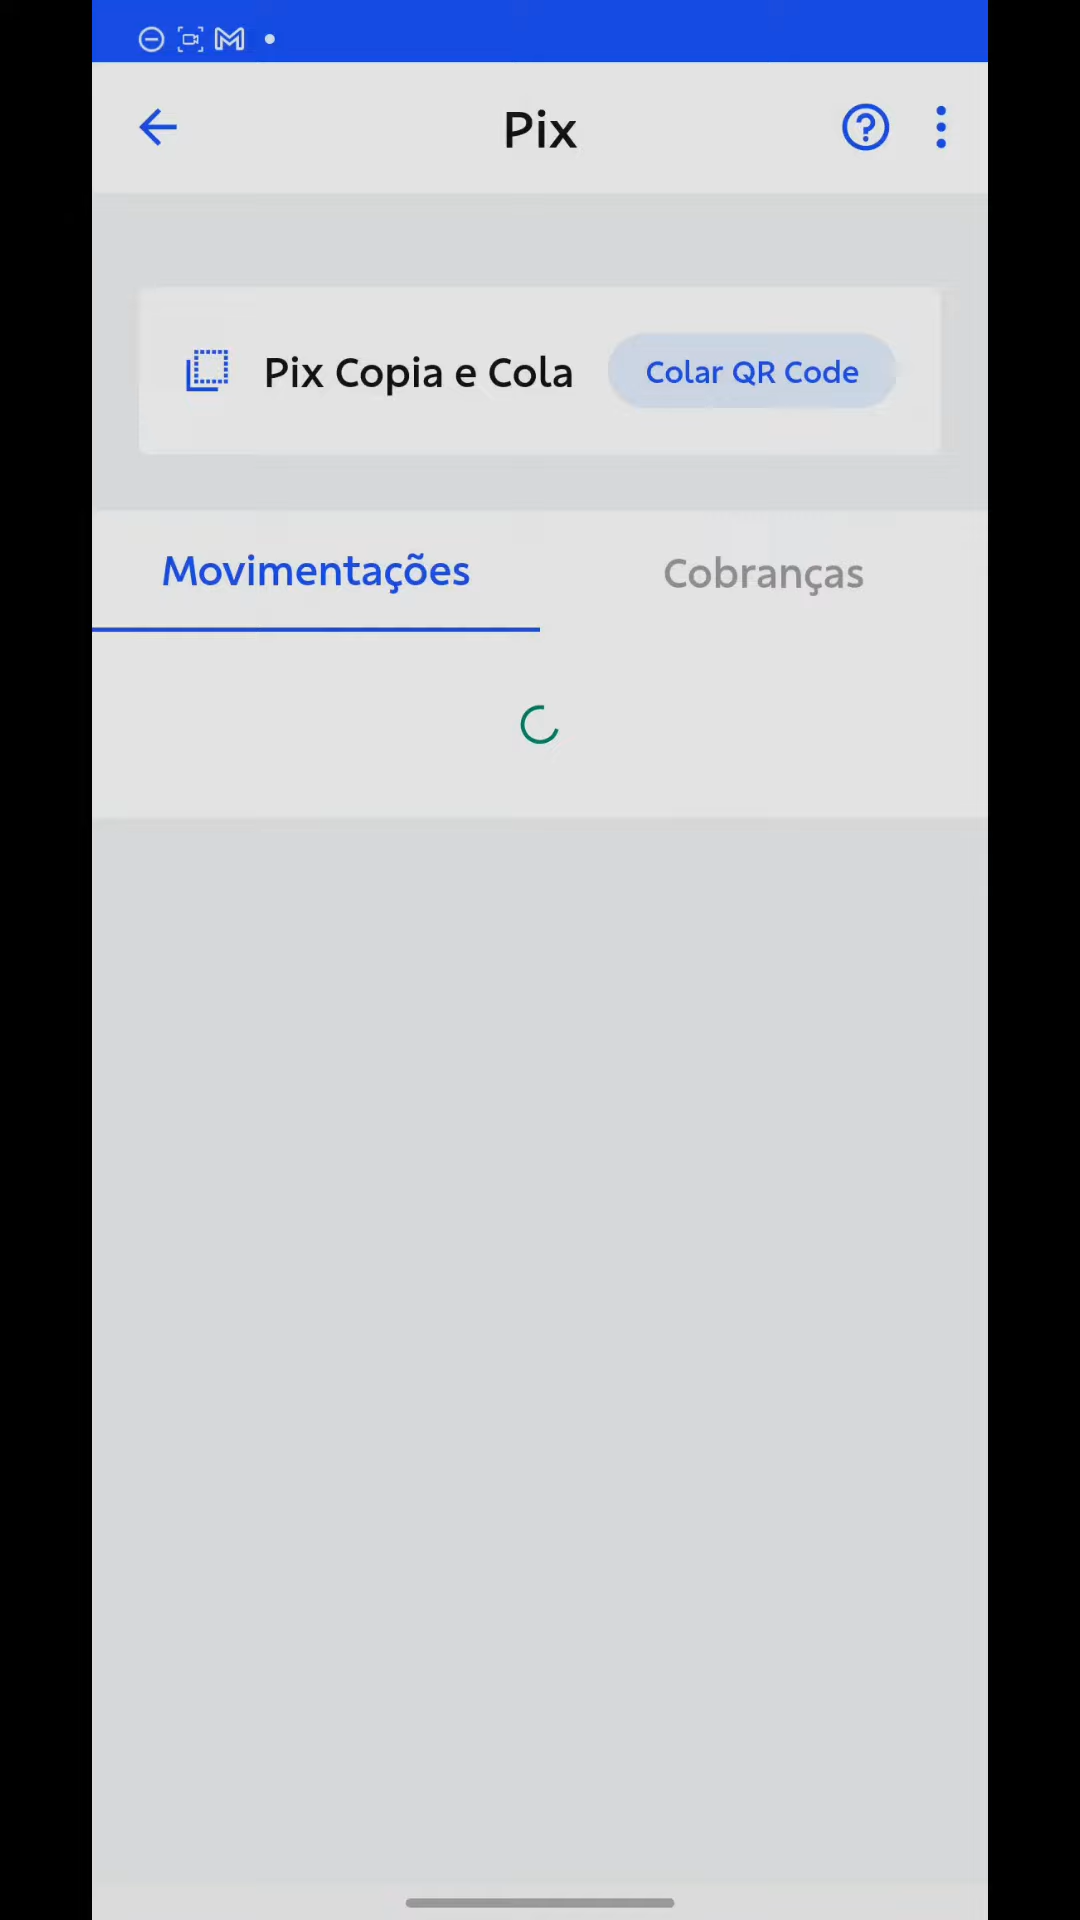 Pix
Pix Copia e Cola
Colar QR Code
Movimentações
Cobranças